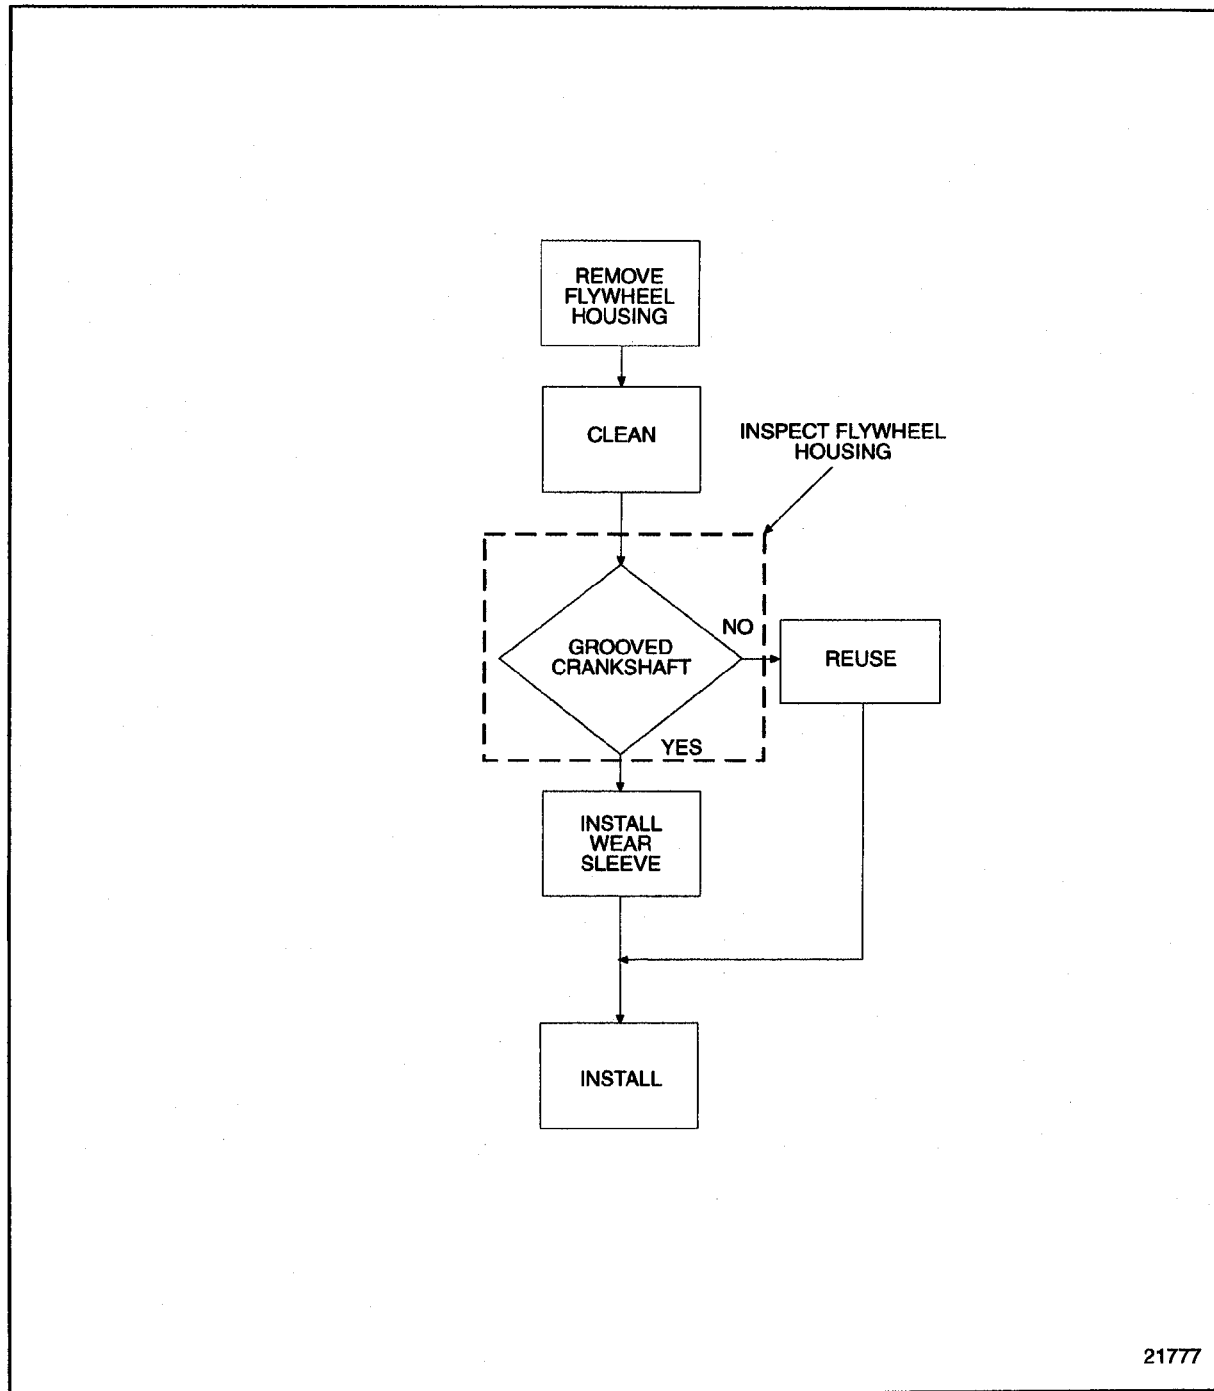 REMOVE
FLYWHEEL
HOUSING
CLEAN
INSPECT FLYWHEEL
HOUSING
GROOVED
CRANKSHAFT
NO
REUSE
YES
INSTALL
WEAR
SLEEVE
INSTALL
21777